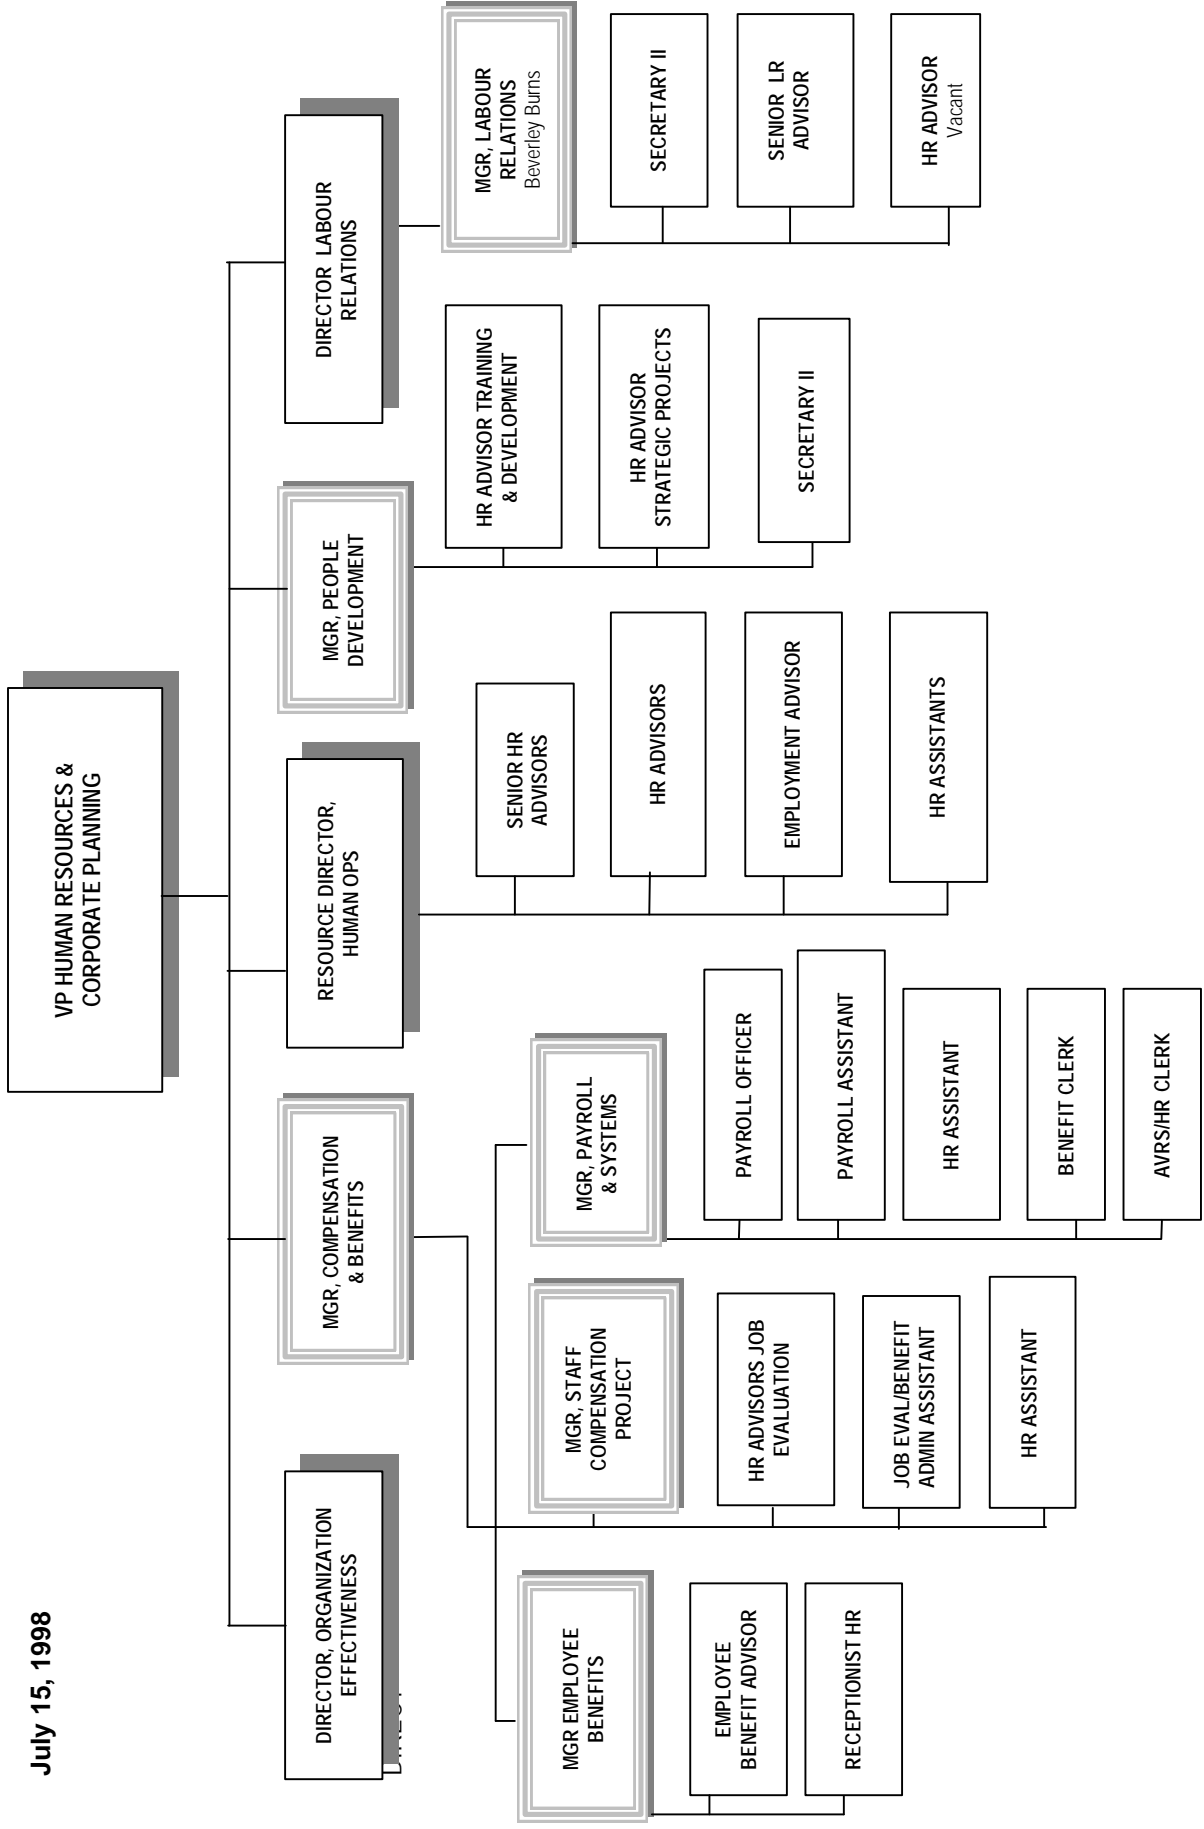 July 15, 1998
VP HUMAN RESOURCES &
CORPORATE PLANNING
DIRECTOR, ORGANIZATION
EFFECTIVENESS
MGR, COMPENSATION
& BENEFITS
RESOURCE DIRECTOR,
HUMAN OPS
MGR, PEOPLE
DEVELOPMENT
DIRECTOR LABOUR
RELATIONS
MGR EMPLOYEE
BENEFITS
EMPLOYEE
BENEFIT ADVISOR
RECEPTIONIST HR
MGR, STAFF
COMPENSATION
PROJECT
HR ADVISORS JOB
EVALUATION
JOB EVAL/BENEFIT
ADMIN ASSISTANT
HR ASSISTANT
MGR, PAYROLL
& SYSTEMS
PAYROLL OFFICER
PAYROLL ASSISTANT
HR ASSISTANT
BENEFIT CLERK
AVRS/HR CLERK
SENIOR HR
ADVISORS
HR ADVISORS
EMPLOYMENT ADVISOR
HR ASSISTANTS
HR ADVISOR TRAINING
& DEVELOPMENT
HR ADVISOR
STRATEGIC PROJECTS
SECRETARY II
MGR, LABOUR
RELATIONS
Beverley Burns
SECRETARY II
SENIOR LR
ADVISOR
HR ADVISOR
Vacant